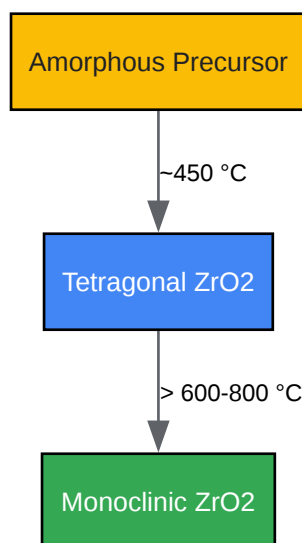 Amorphous Precursor
~450 °C
Tetragonal ZrO2
> 600-800 °C
Monoclinic ZrO2